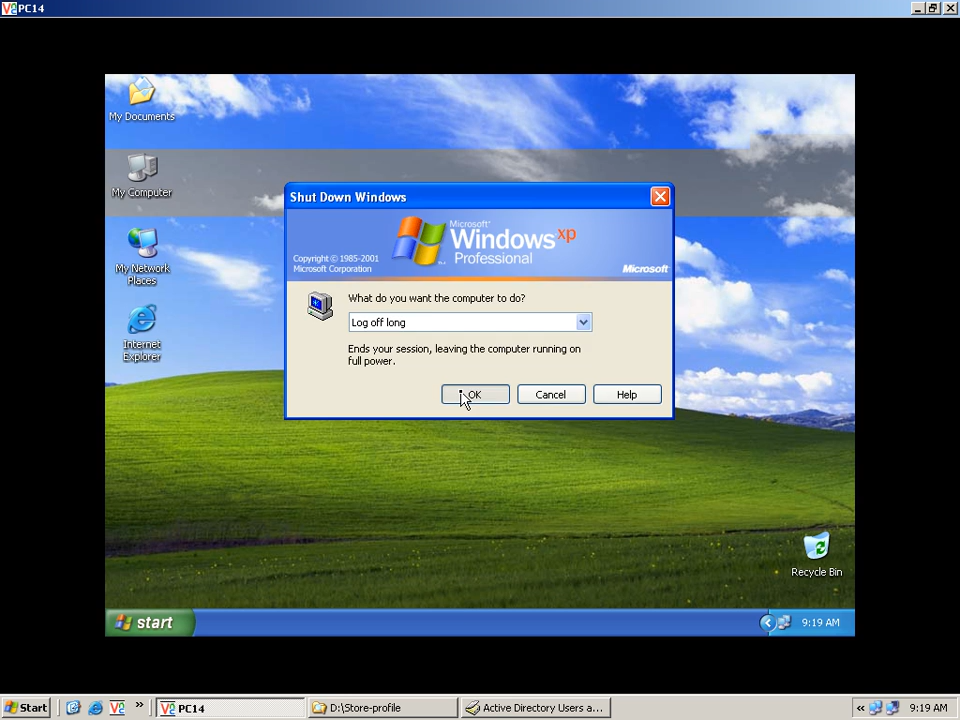 PC14
My Documents
My Computer
My Network
Places
Internet
Explorer
Shut Down Windows
Microsoft®
Windows xp
Professional
Copyright © 1985-2001
Microsoft Corporation
Microsoft
What do you want the computer to do?
Log off long
Ends your session, leaving the computer running on
full power.
OK
Cancel
Help
Recycle Bin
start
9:19 AM
Start
PC14
D:\Store-profile
Active Directory Users a...
9:19 AM